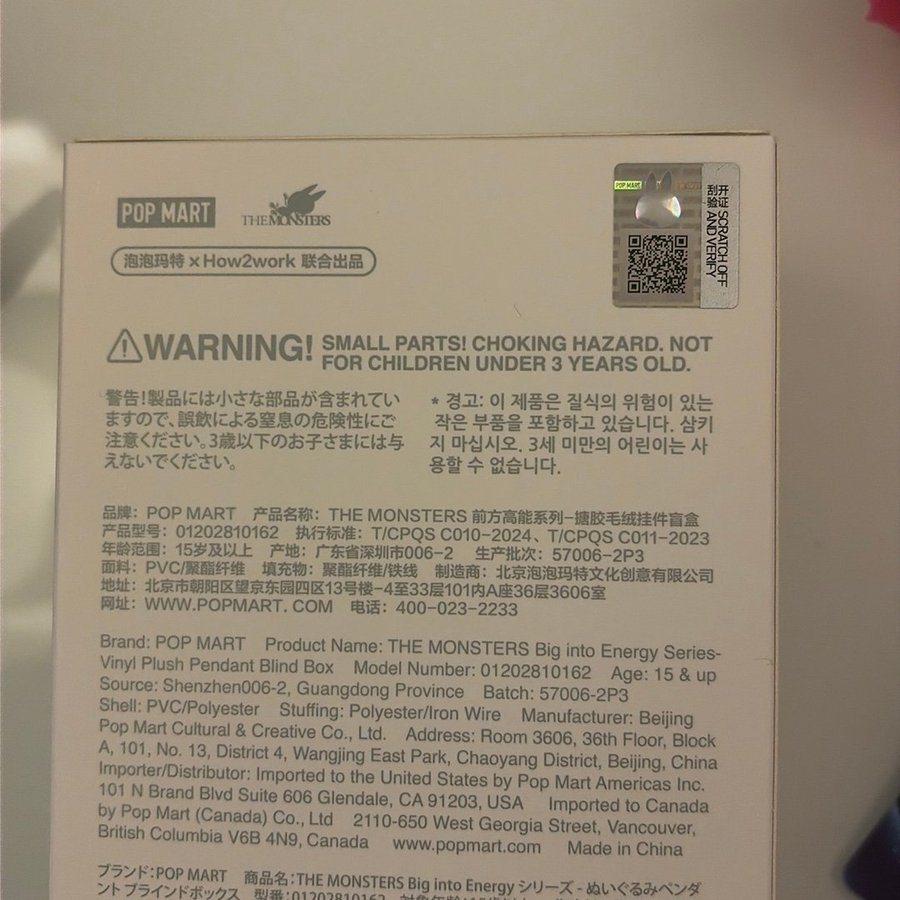 POP MART
THE MONSTERS
泡泡玛特 × How2work 联合出品
POP MART
开证 SCRATCH OFF
刮验 AND VERIFY
WARNING! SMALL PARTS! CHOKING HAZARD. NOT
FOR CHILDREN UNDER 3 YEARS OLD.
警告!製品には小さな部品が含まれてい
ますので、誤飲による窒息の危険性にご
注意ください。3歳以下のお子さまには与
えないでください。
* 경고: 이 제품은 질식의 위험이 있는
작은 부품을 포함하고 있습니다. 삼키
지 마십시오. 3세 미만의 어린이는 사
용할 수 없습니다.
品牌: POP MART 产品名称: THE MONSTERS 前方高能系列-搪胶毛绒挂件盲盒
产品型号: 01202810162 执行标准: T/CPQS C010-2024、T/CPQS C011-2023
年龄范围: 15岁及以上 产地: 广东省深圳市006-2 生产批次: 57006-2P3
面料: PVC/聚酯纤维 填充物: 聚酯纤维/铁线 制造商: 北京泡泡玛特文化创意有限公司
地址: 北京市朝阳区望京东园四区13号楼-4至33层101内A座36层3606室
网址: WWW.POPMART.COM 电话: 400-023-2233
Brand: POP MART Product Name: THE MONSTERS Big into Energy Series-
Vinyl Plush Pendant Blind Box Model Number: 01202810162 Age: 15 & up
Source: Shenzhen006-2, Guangdong Province Batch: 57006-2P3
Shell: PVC/Polyester Stuffing: Polyester/Iron Wire Manufacturer: Beijing
Pop Mart Cultural & Creative Co., Ltd. Address: Room 3606, 36th Floor, Block
A, 101, No. 13, District 4, Wangjing East Park, Chaoyang District, Beijing, China
Importer/Distributor: Imported to the United States by Pop Mart Americas Inc.
101 N Brand Blvd Suite 606 Glendale, CA 91203, USA Imported to Canada
by Pop Mart (Canada) Co., Ltd 2110-650 West Georgia Street, Vancouver,
British Columbia V6B 4N9, Canada www.popmart.com Made in China
ブランド:POP MART 商品名:THE MONSTERS Big into Energy シリーズ - ぬいぐるみペンダ
ント ブラインドボックス 型番:01202810162